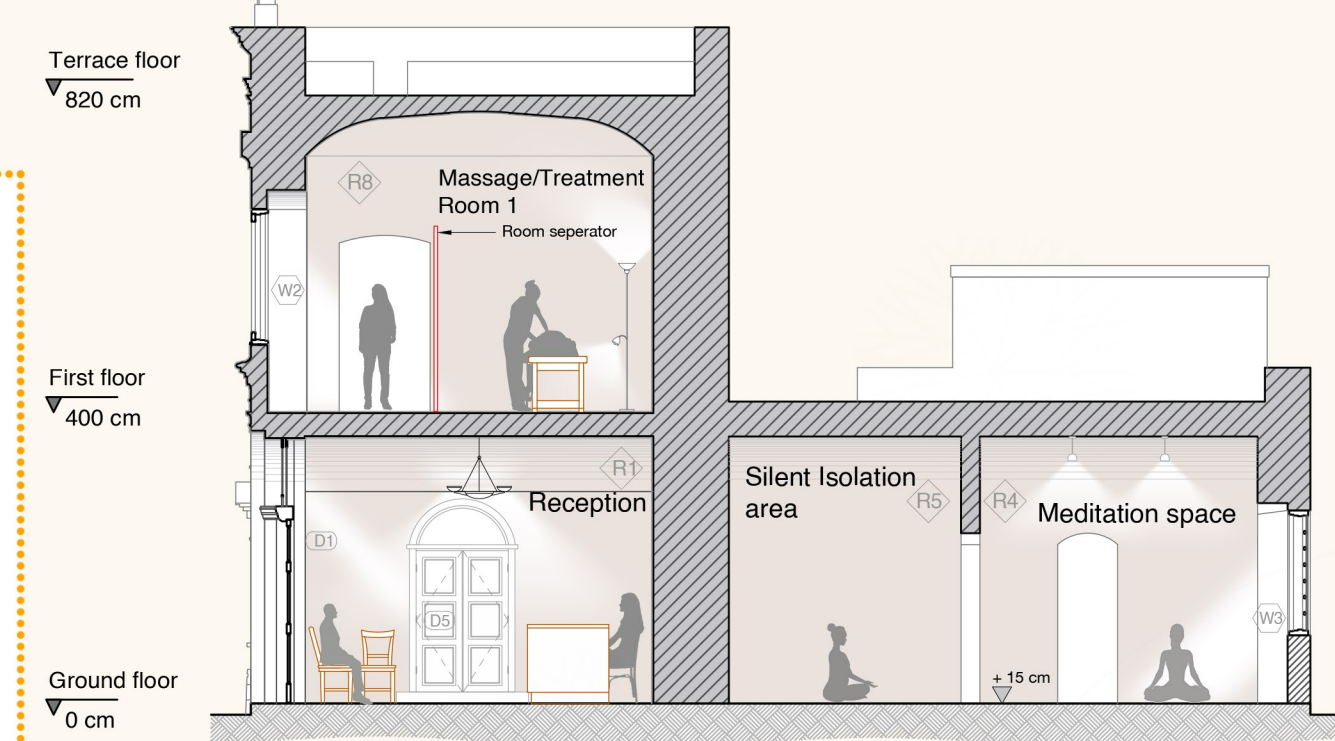 Terrace floor
820 cm
R8
Massage/Treatment
Room 1
Room seperator
W2
First floor
400 cm
R1
Reception
Silent Isolation
area
R5
R4
Meditation space
D1
D5
W3
+ 15 cm
Ground floor
0 cm